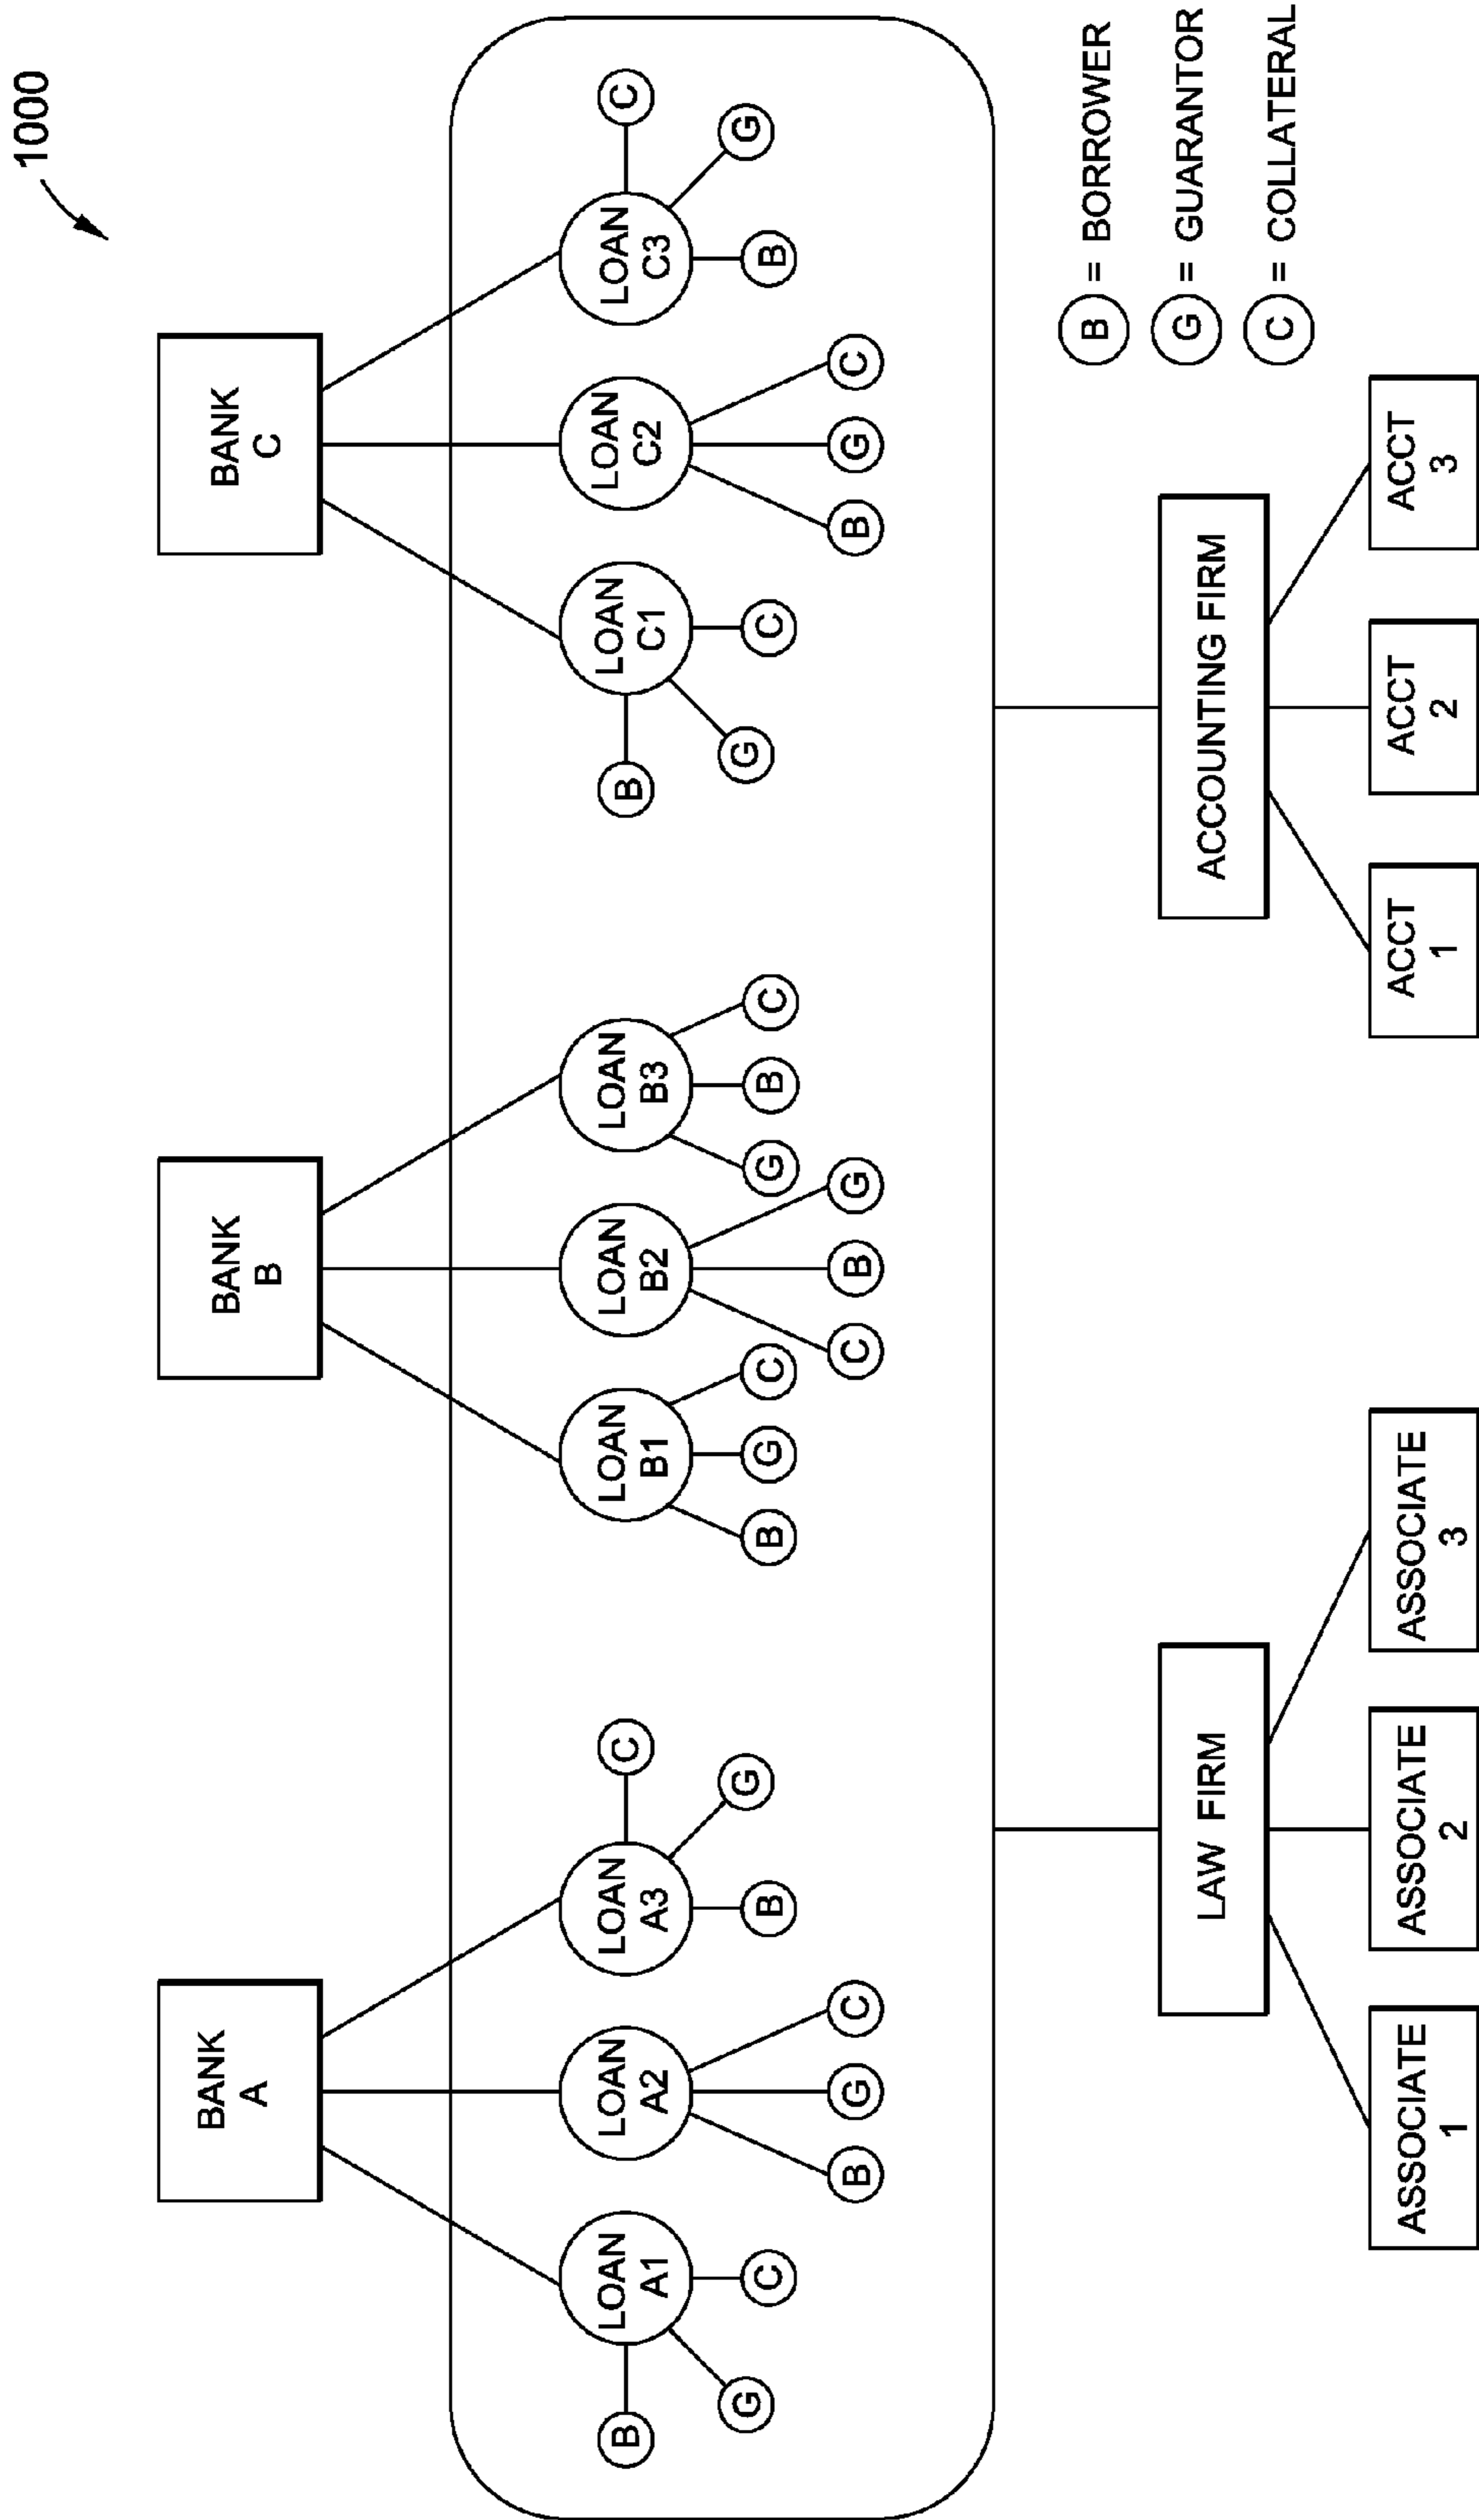 1000
BANK
A
BANK
B
BANK
C
LOAN
A1
LOAN
A2
LOAN
A3
LOAN
B1
LOAN
B2
LOAN
B3
LOAN
C1
LOAN
C2
LOAN
C3
B
G
C
B
G
C
B
G
C
B
G
C
C
B
G
G
B
C
B
G
C
B
G
C
B
G
C
B = BORROWER
G = GUARANTOR
C = COLLATERAL
LAW FIRM
ACCOUNTING FIRM
ASSOCIATE
1
ASSOCIATE
2
ASSOCIATE
3
ACCT
1
ACCT
2
ACCT
3